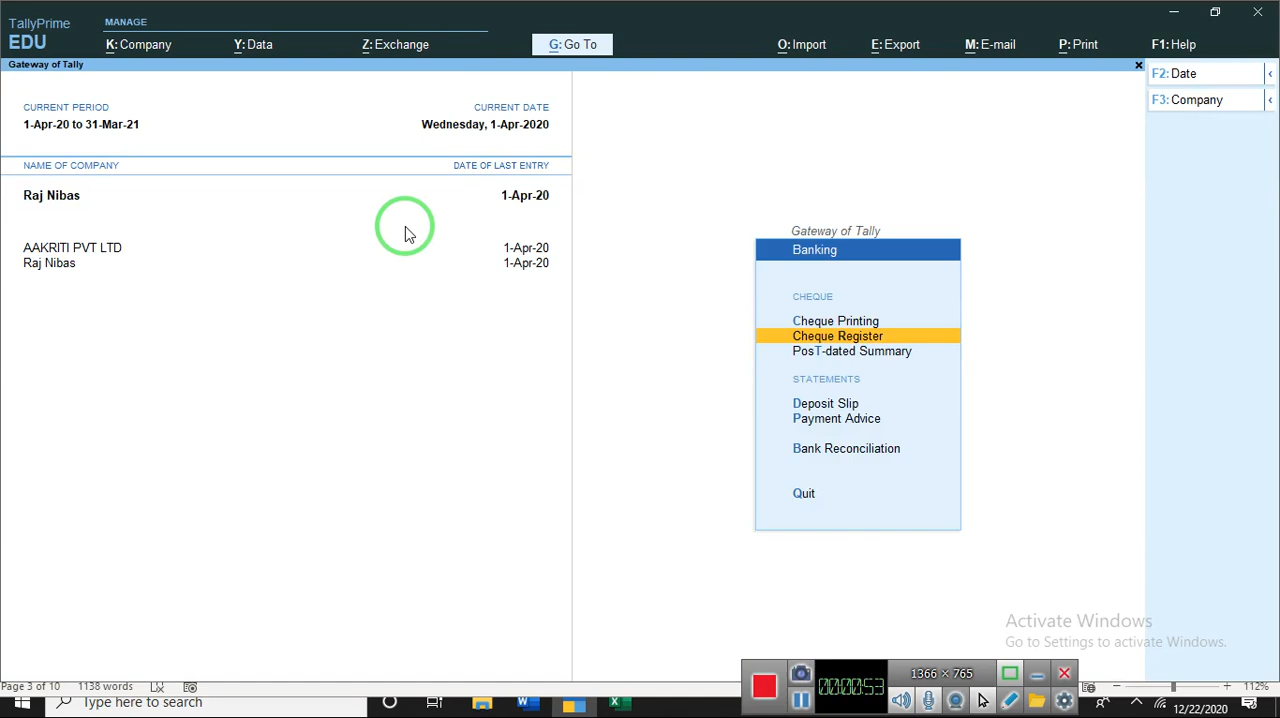 TallyPrime
EDU
MANAGE
K: Company
Y: Data
Z: Exchange
G: Go To
O: Import
E: Export
M: E-mail
P: Print
F1: Help
Gateway of Tally
F2: Date
F3: Company
CURRENT PERIOD
CURRENT DATE
1-Apr-20 to 31-Mar-21
Wednesday, 1-Apr-2020
NAME OF COMPANY
DATE OF LAST ENTRY
Raj Nibas
1-Apr-20
AAKRITI PVT LTD
1-Apr-20
Raj Nibas
1-Apr-20
Gateway of Tally
Banking
CHEQUE
Cheque Printing
Cheque Register
PosT-dated Summary
STATEMENTS
Deposit Slip
Payment Advice
Bank Reconciliation
Quit
Activate Windows
Go to Settings to activate Windows.
1366 × 765
00:00:53
Page 3 of 10
1138 words
112%
Type here to search
12/22/2020